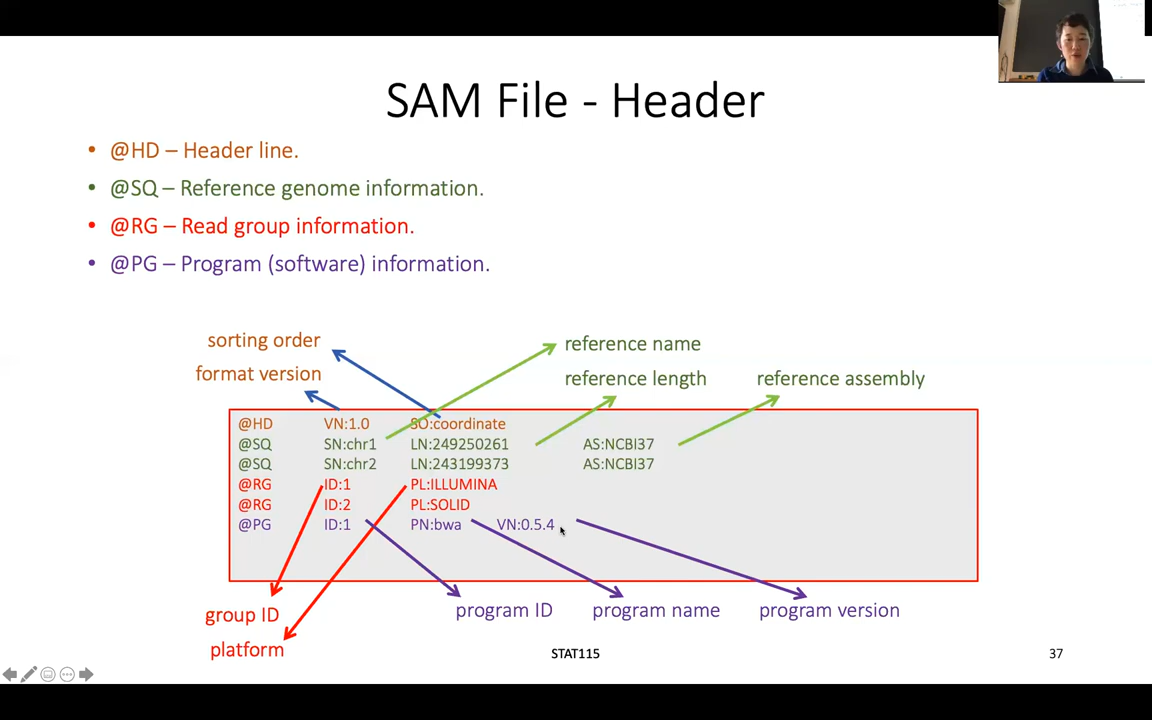 SAM File - Header
• @HD – Header line.
• @SQ – Reference genome information.
• @RG – Read group information.
• @PG – Program (software) information.
sorting order
format version
reference name
reference length
reference assembly
@HD VN:1.0 SO:coordinate
@SQ SN:chr1 LN:249250261 AS:NCBI37
@SQ SN:chr2 LN:243199373 AS:NCBI37
@RG ID:1 PL:ILLUMINA
@RG ID:2 PL:SOLID
@PG ID:1 PN:bwa VN:0.5.4
group ID
platform
program ID
program name
program version
STAT115
37